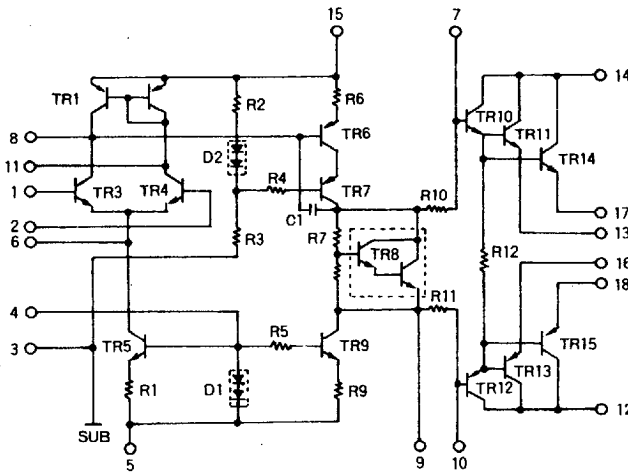 15 7
14
TR1 R2 R6 TR10
8 TR6 TR11
D2 TR14
11
1 TR3 TR4 R4 TR7
R10
2 C1 17
6 R3 R7 13
TR8 R12 16
18
4 R11
3 TR5 R5 TR9 TR15
TR13
R1 D1 R9 TR12
12
SUB
5 9 10